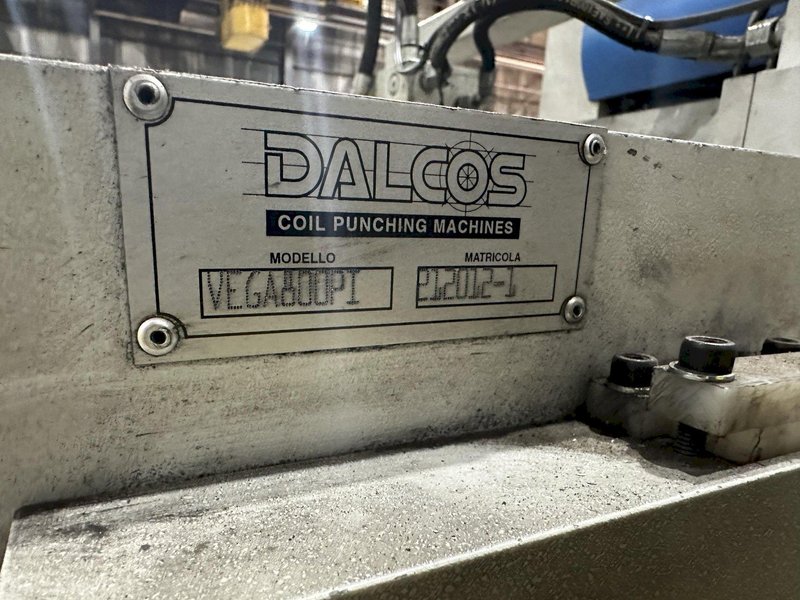 DALCOS
COIL PUNCHING MACHINES
MODELLO MATRICOLA
VEGA800PI 212012-1